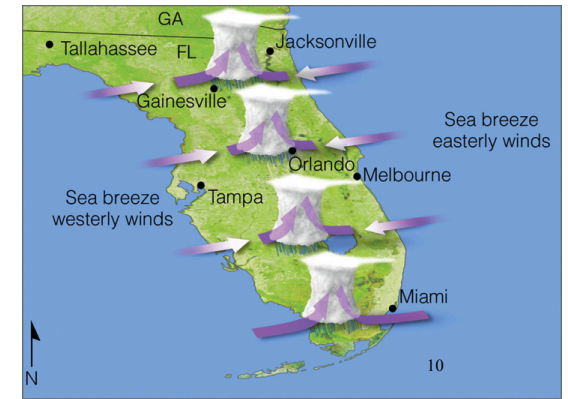 GA
Tallahassee
FL
Jacksonville
Gainesville
Sea breeze
easterly winds
Orlando
Melbourne
Sea breeze
westerly winds
Tampa
Miami
10
N